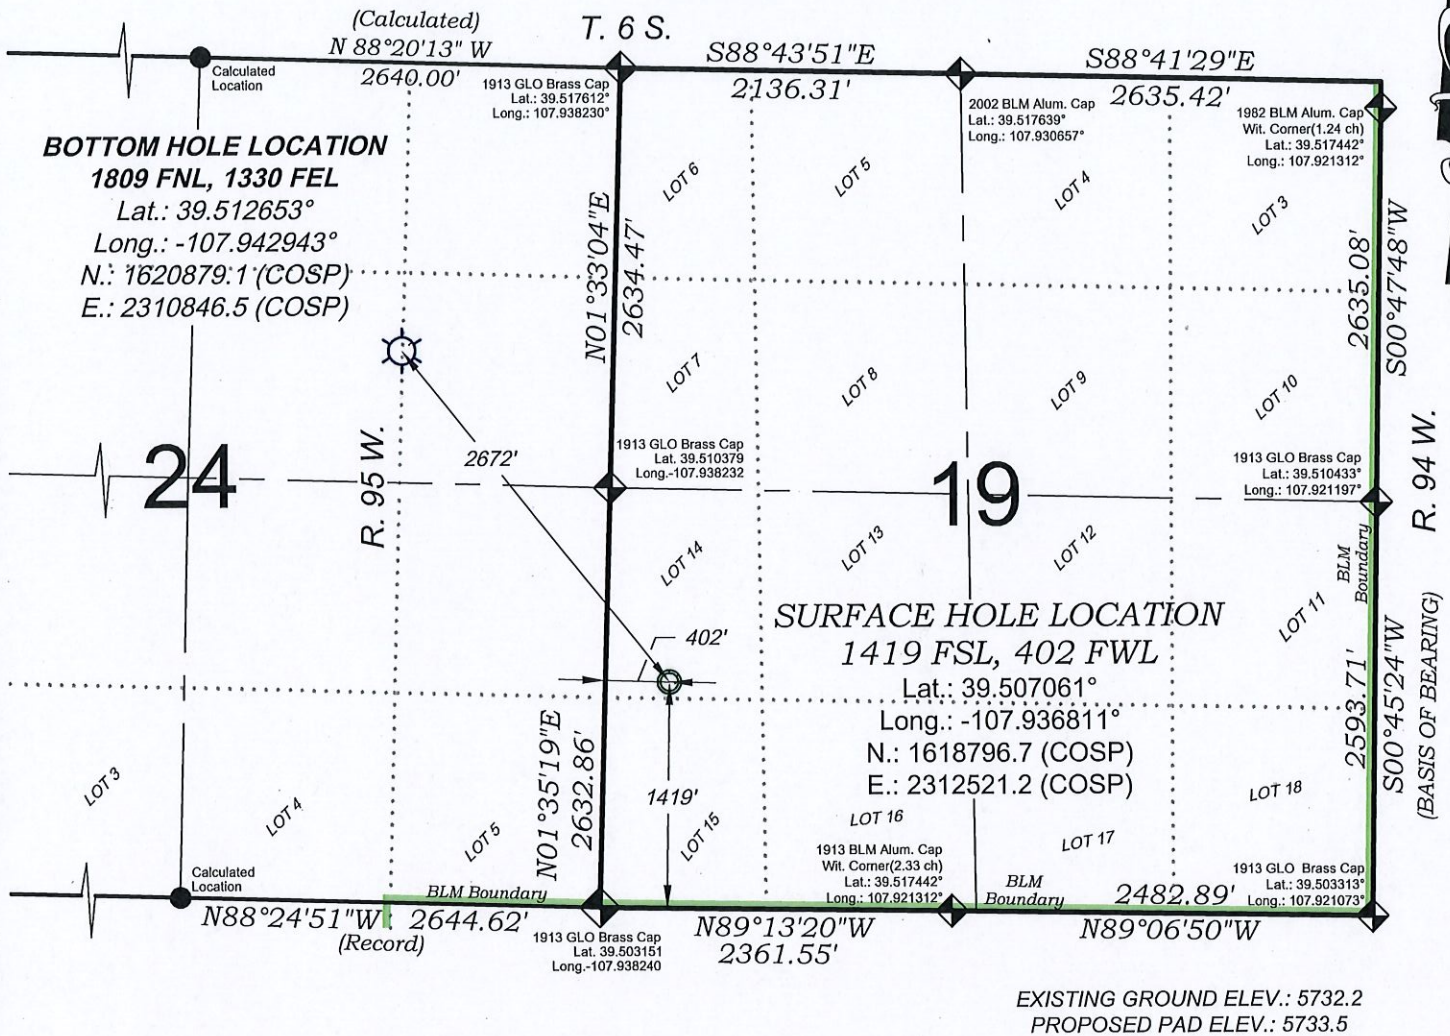 (Calculated)
N 88°20'13" W
2640.00'
T. 6 S.
S88°43'51"E
2136.31'
S88°41'29"E
2635.42'
Calculated
Location
1913 GLO Brass Cap
Lat.: 39.517612°
Long.: 107.938230°
2002 BLM Alum. Cap
Lat.: 39.517639°
Long.: 107.930657°
1982 BLM Alum. Cap
Wit. Corner(1.24 ch)
Lat.: 39.517442°
Long.: 107.921312°
BOTTOM HOLE LOCATION
1809 FNL, 1330 FEL
Lat.: 39.512653°
Long.: -107.942943°
N.: 1620879.1 (COSP)
E.: 2310846.5 (COSP)
LOT 6
LOT 5
LOT 4
LOT 3
N01°33'04"E
2634.47'
2635.08'
S00°47'48"W
LOT 7
LOT 8
LOT 9
LOT 10
24
R. 95 W.
2672'
1913 GLO Brass Cap
Lat. 39.510379
Long.-107.938232
19
1913 GLO Brass Cap
Lat.: 39.510433°
Long.: 107.921197°
R. 94 W.
LOT 14
LOT 13
LOT 12
LOT 11
BLM
Boundary
SURFACE HOLE LOCATION
1419 FSL, 402 FWL
Lat.: 39.507061°
Long.: -107.936811°
N.: 1618796.7 (COSP)
E.: 2312521.2 (COSP)
402'
1419'
N01°35'19"E
2632.86'
2593.71'
S00°45'24"W
(BASIS OF BEARING)
LOT 3
LOT 4
LOT 5
LOT 15
LOT 16
LOT 17
LOT 18
1913 BLM Alum. Cap
Wit. Corner(2.33 ch)
Lat.: 39.517442°
Long.: 107.921312°
1913 GLO Brass Cap
Lat.: 39.503313°
Long.: 107.921073°
Calculated
Location
BLM Boundary
BLM
Boundary
N88°24'51"W
2644.62'
(Record)
1913 GLO Brass Cap
Lat. 39.503151
Long.-107.938240
N89°13'20"W
2361.55'
2482.89'
N89°06'50"W
EXISTING GROUND ELEV.: 5732.2
PROPOSED PAD ELEV.: 5733.5